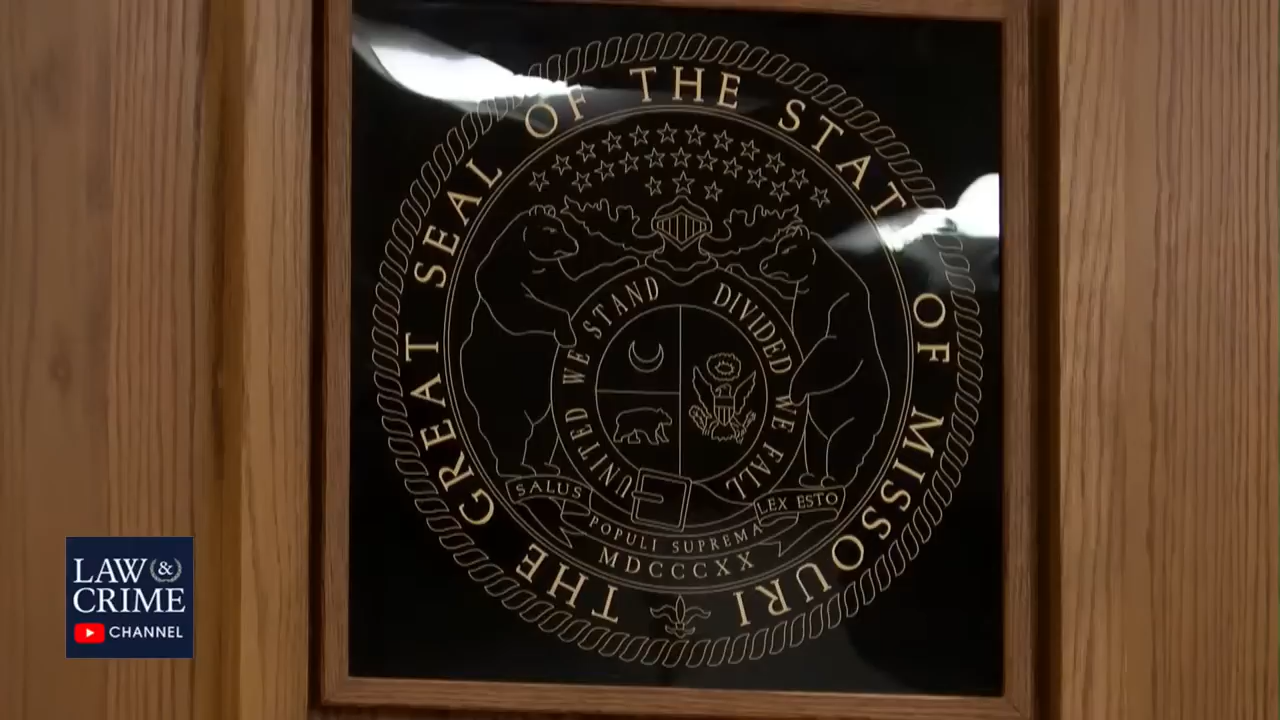 THE GREAT SEAL OF THE STATE OF MISSOURI
UNITED WE STAND DIVIDED WE FALL
SALUS
POPULI SUPREMA
LEX ESTO
MDCCCXX
LAW &
CRIME
CHANNEL